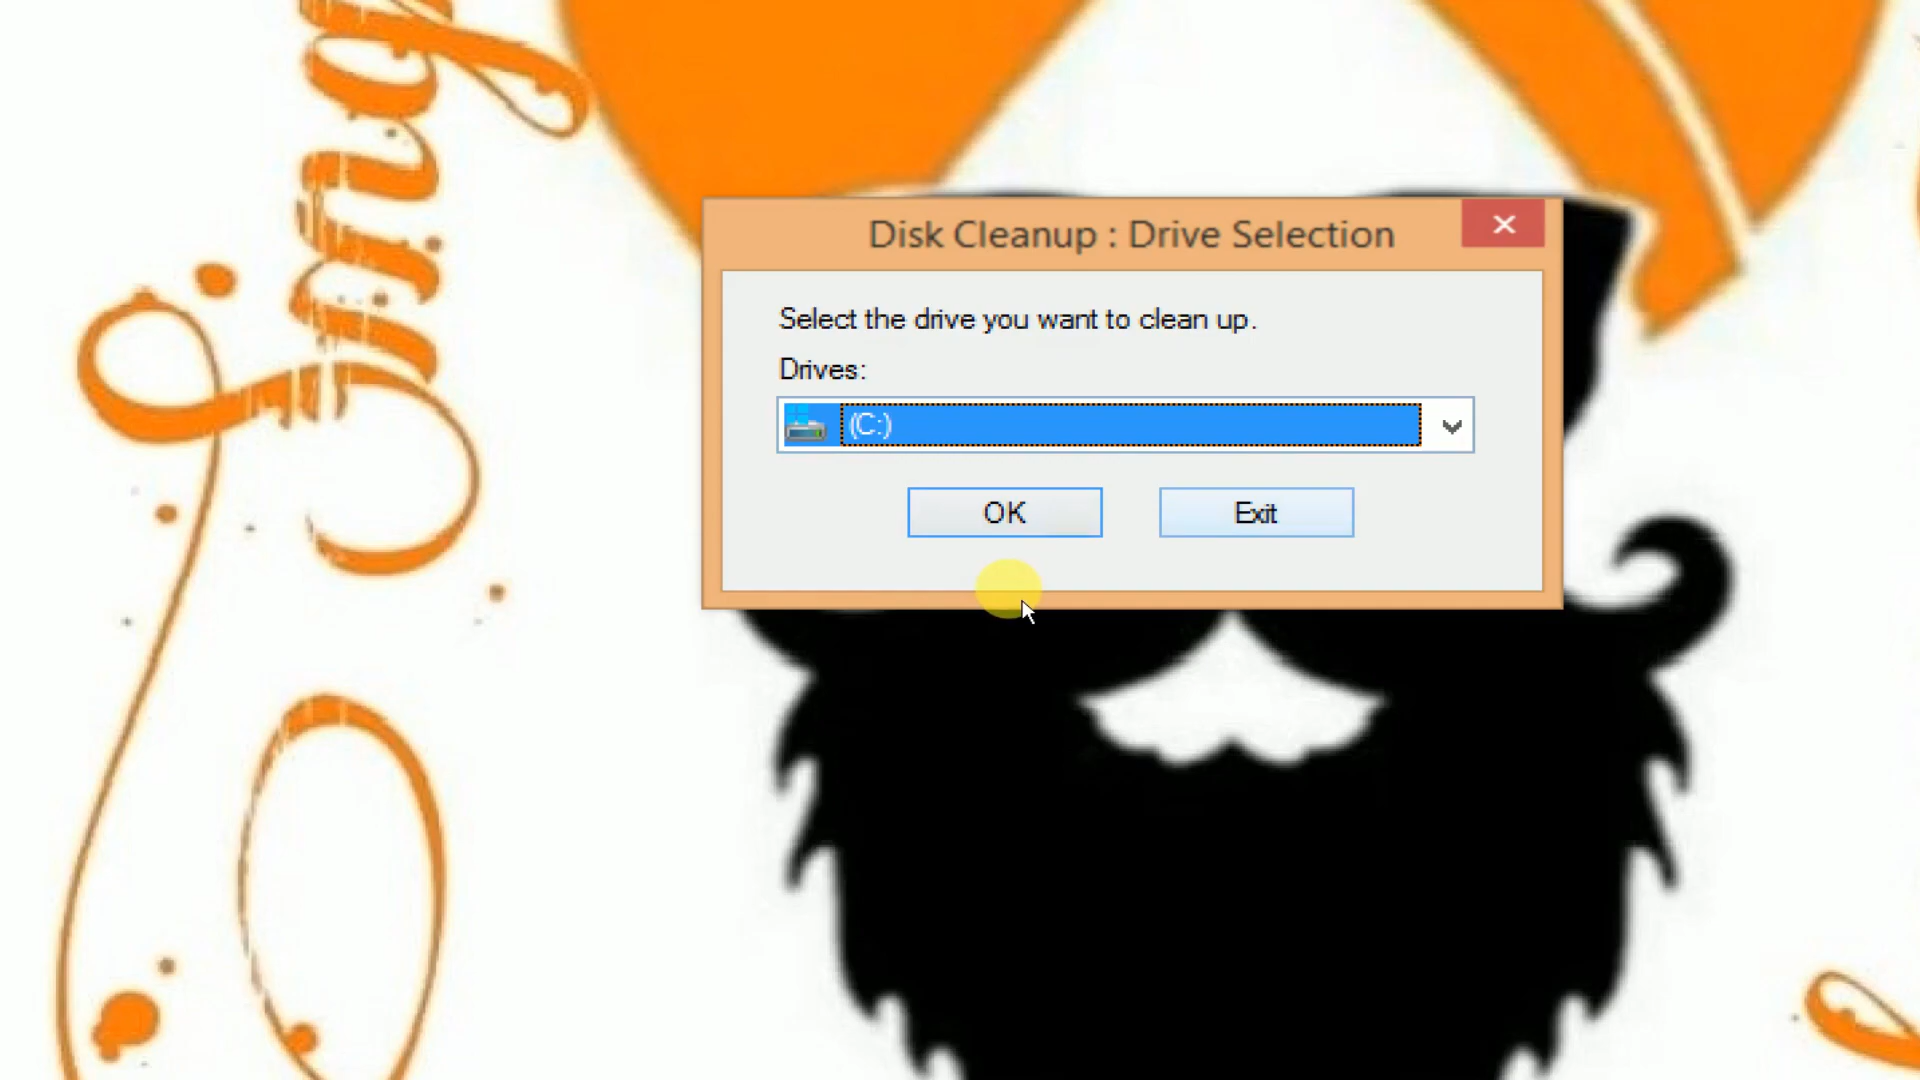 Disk Cleanup : Drive Selection
Select the drive you want to clean up.
Drives:
(C:)
OK
Exit